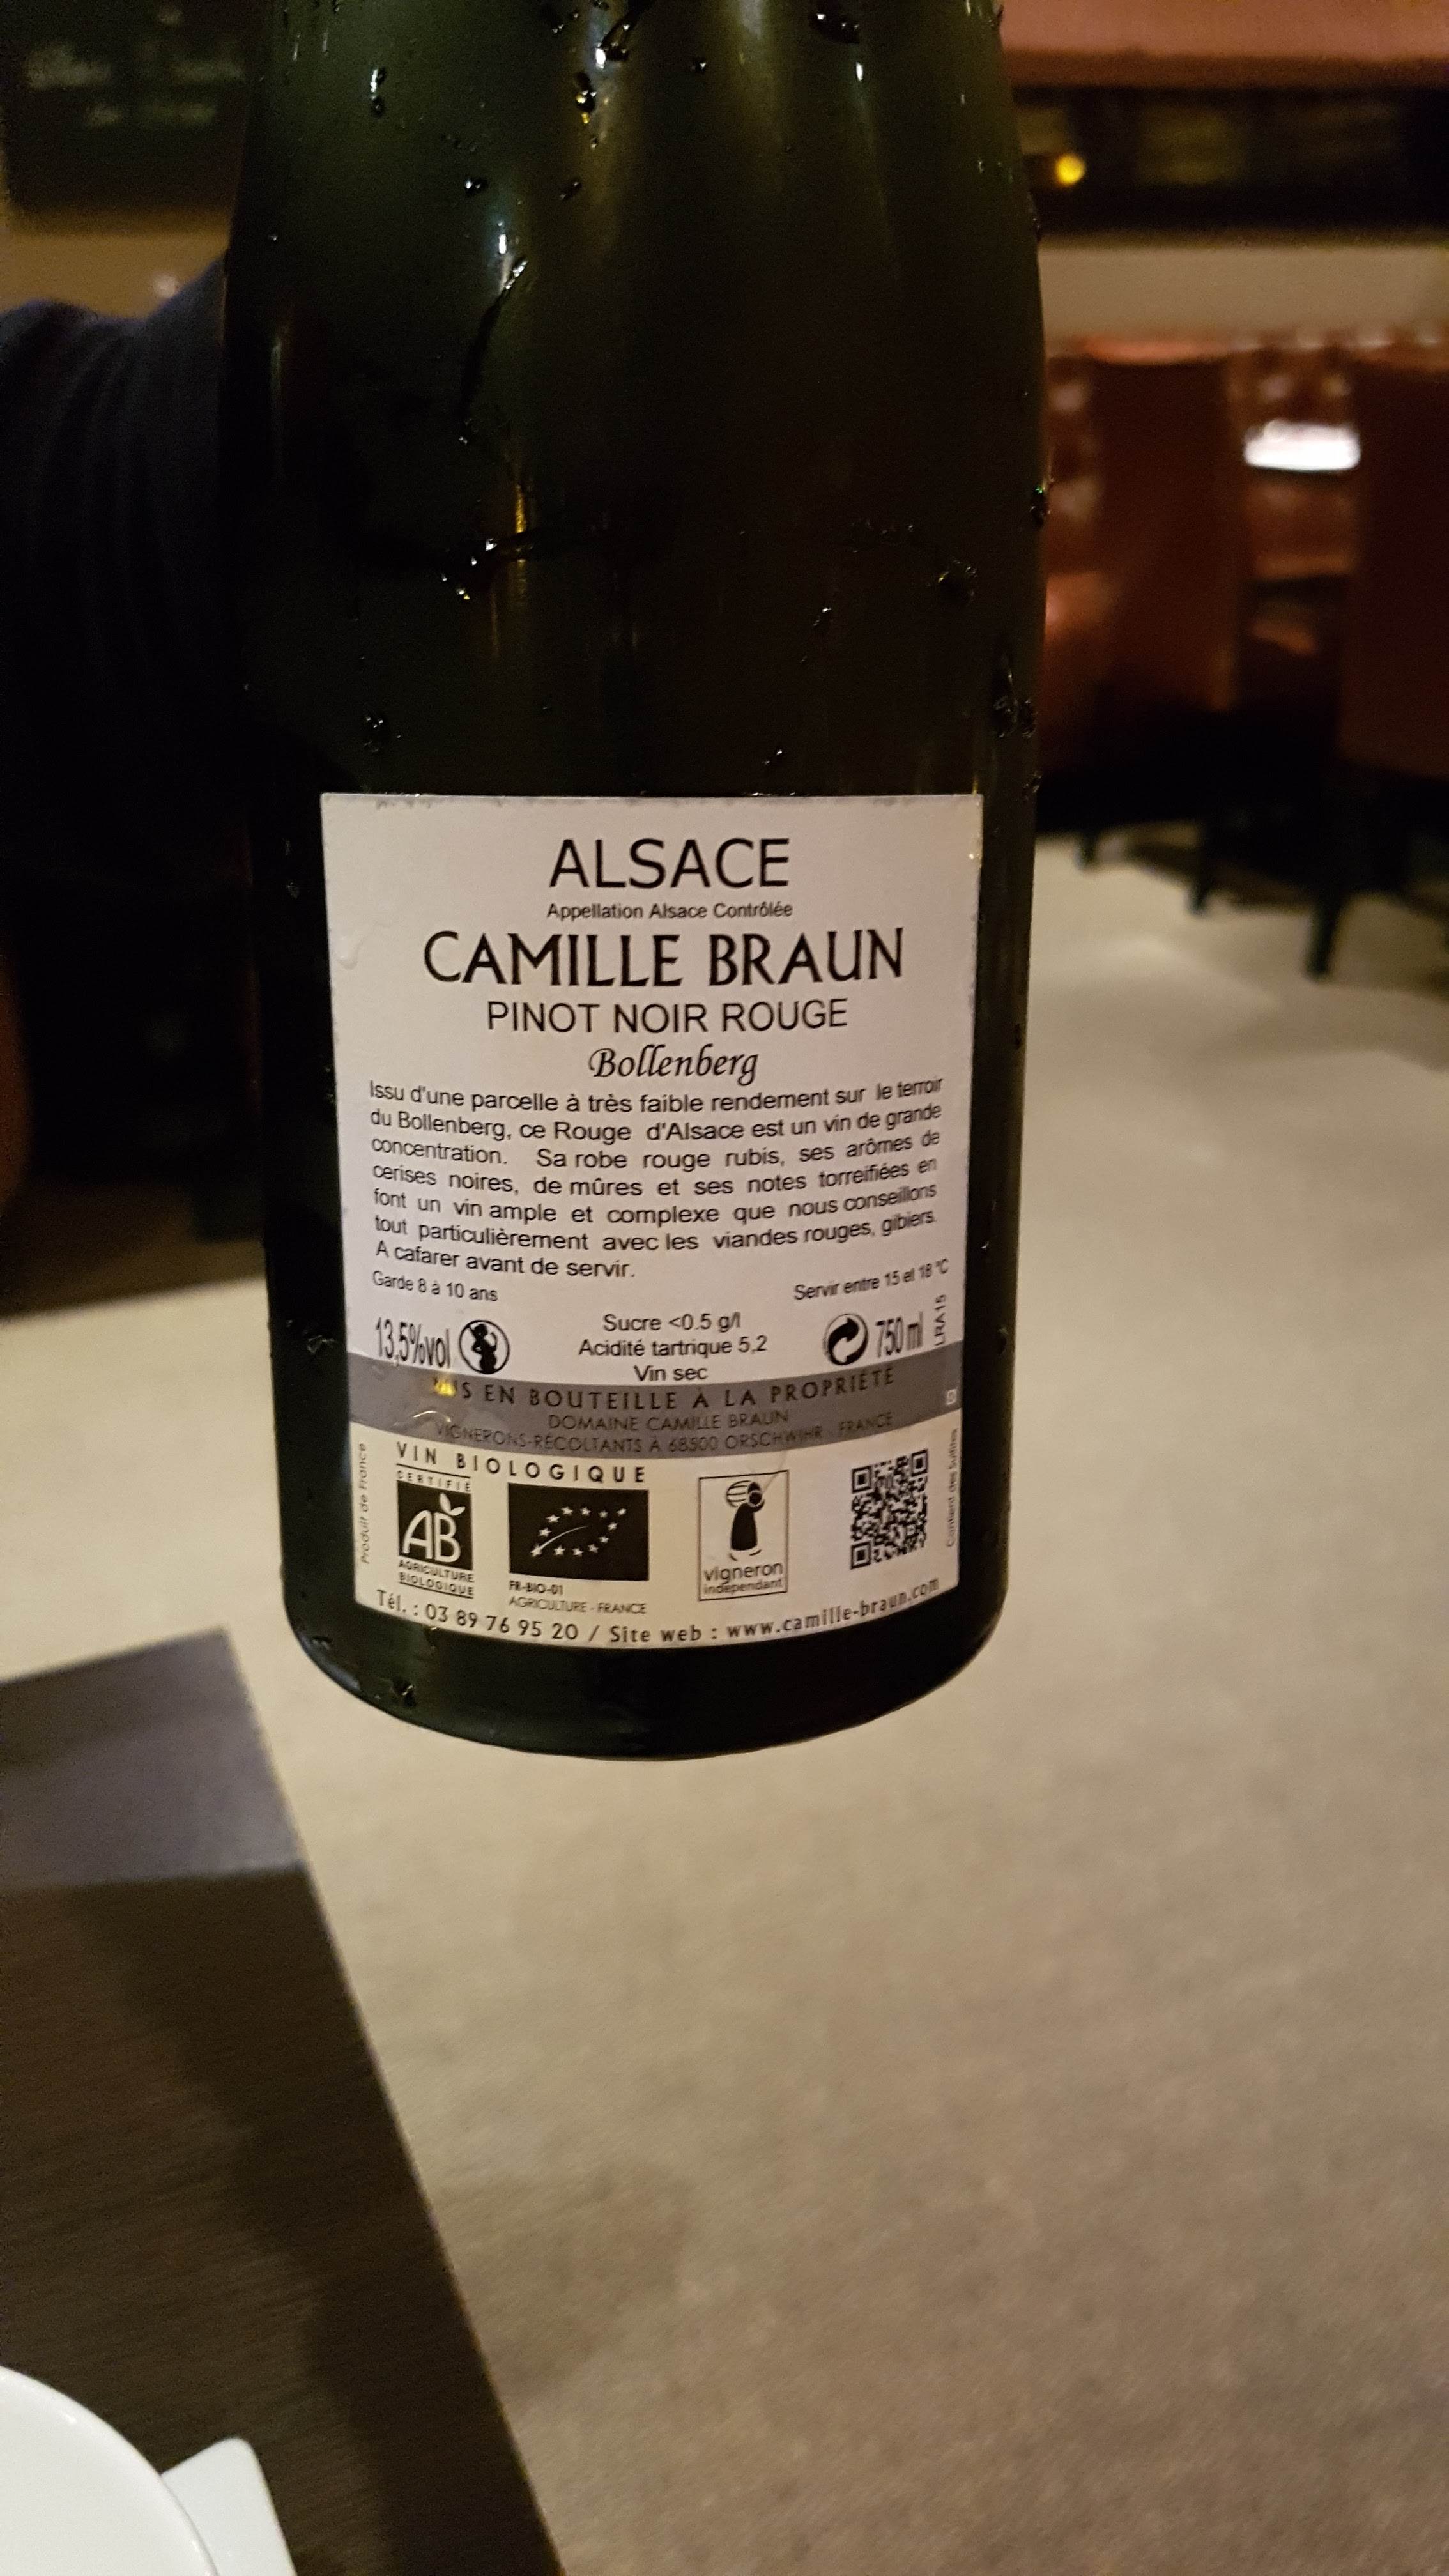 ALSACE
Appellation Alsace Contrôlée
CAMILLE BRAUN
PINOT NOIR ROUGE
Bollenberg
Issu d'une parcelle à très faible rendement sur le terroir
du Bollenberg, ce Rouge d'Alsace est un vin de grande
concentration. Sa robe rouge rubis, ses arômes de
cerises noires, de mûres et ses notes torreifiées en
font un vin ample et complexe que nous conseillons
tout particulièrement avec les viandes rouges, gibiers.
A cafarer avant de servir.
Garde 8 à 10 ans
Servir entre 15 et 18 °C
13,5%vol
Sucre <0.5 g/l
Acidité tartrique 5,2
Vin sec
750 ml
LRA15
MIS EN BOUTEILLE À LA PROPRIÉTÉ
DOMAINE CAMILLE BRAUN
VIGNERONS-RÉCOLTANTS À 68500 ORSCHWIHR - FRANCE
VIN BIOLOGIQUE
Produit de France
CERTIFIÉ
AB
AGRICULTURE
BIOLOGIQUE
FR-BIO-01
AGRICULTURE - FRANCE
vigneron
indépendant
Contient des Sulfites
Tél. : 03 89 76 95 20 / Site web : www.camille-braun.com